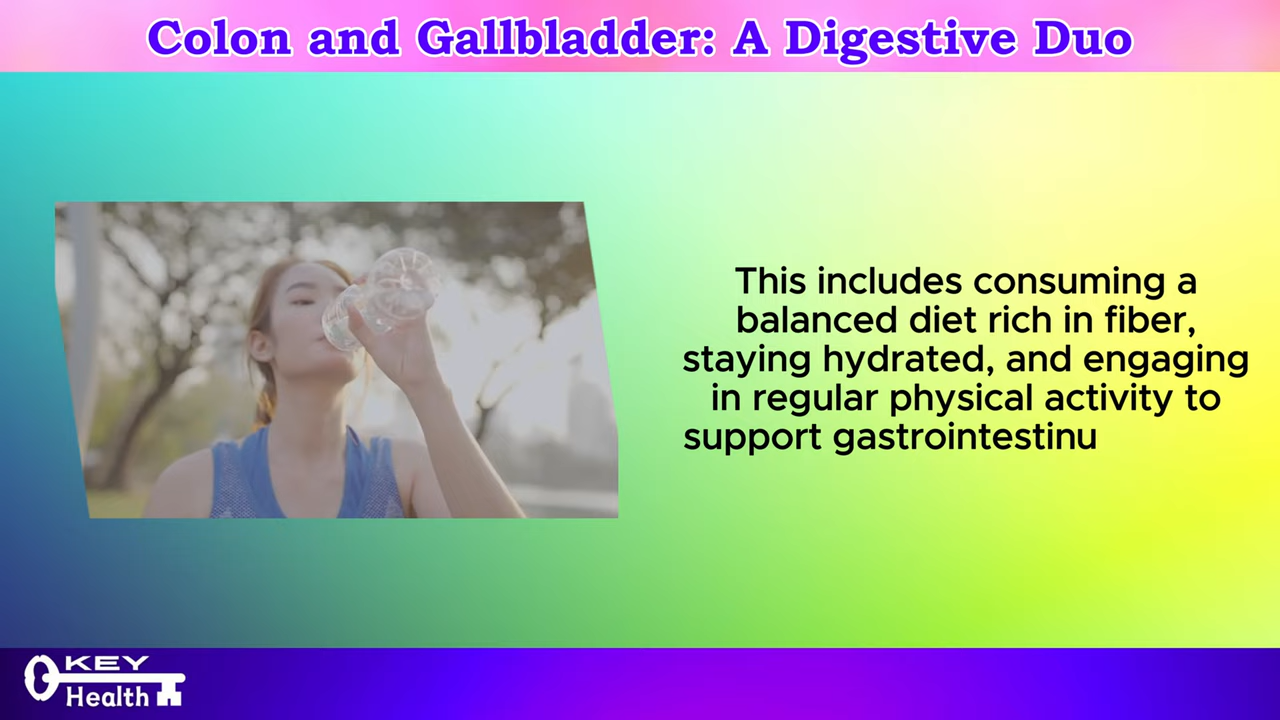 Colon and Gallbladder: A Digestive Duo
This includes consuming a
balanced diet rich in fiber,
staying hydrated, and engaging
in regular physical activity to
support gastrointestinu
KEY
Health